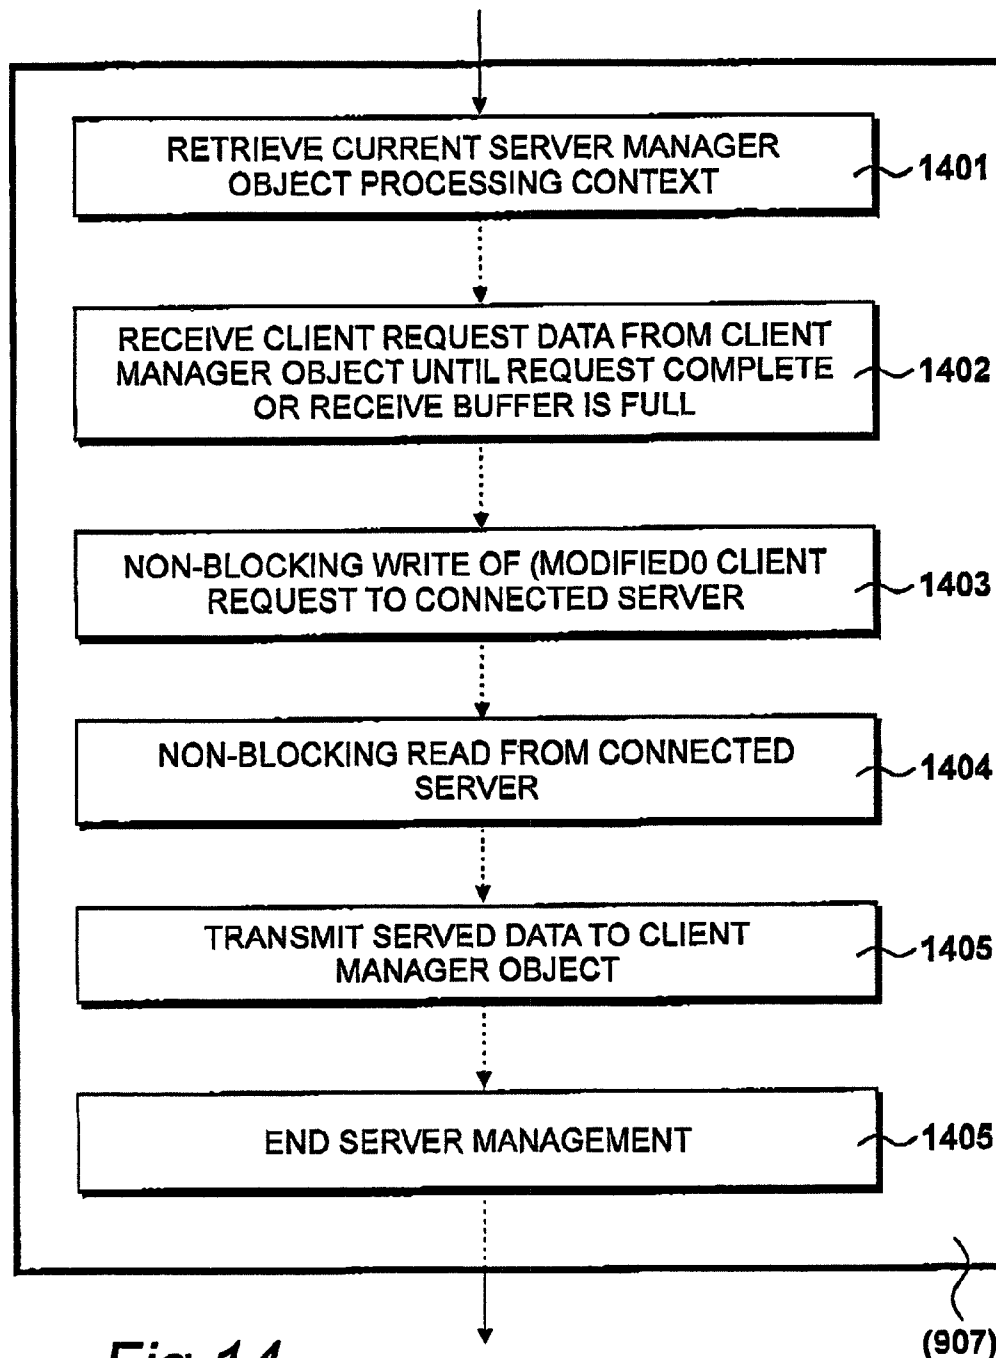 RETRIEVE CURRENT SERVER MANAGER
OBJECT PROCESSING CONTEXT
1401
RECEIVE CLIENT REQUEST DATA FROM CLIENT
MANAGER OBJECT UNTIL REQUEST COMPLETE
OR RECEIVE BUFFER IS FULL
1402
NON-BLOCKING WRITE OF (MODIFIED0 CLIENT
REQUEST TO CONNECTED SERVER
1403
NON-BLOCKING READ FROM CONNECTED
SERVER
1404
TRANSMIT SERVED DATA TO CLIENT
MANAGER OBJECT
1405
END SERVER MANAGEMENT
1405
(907)
Fig 14